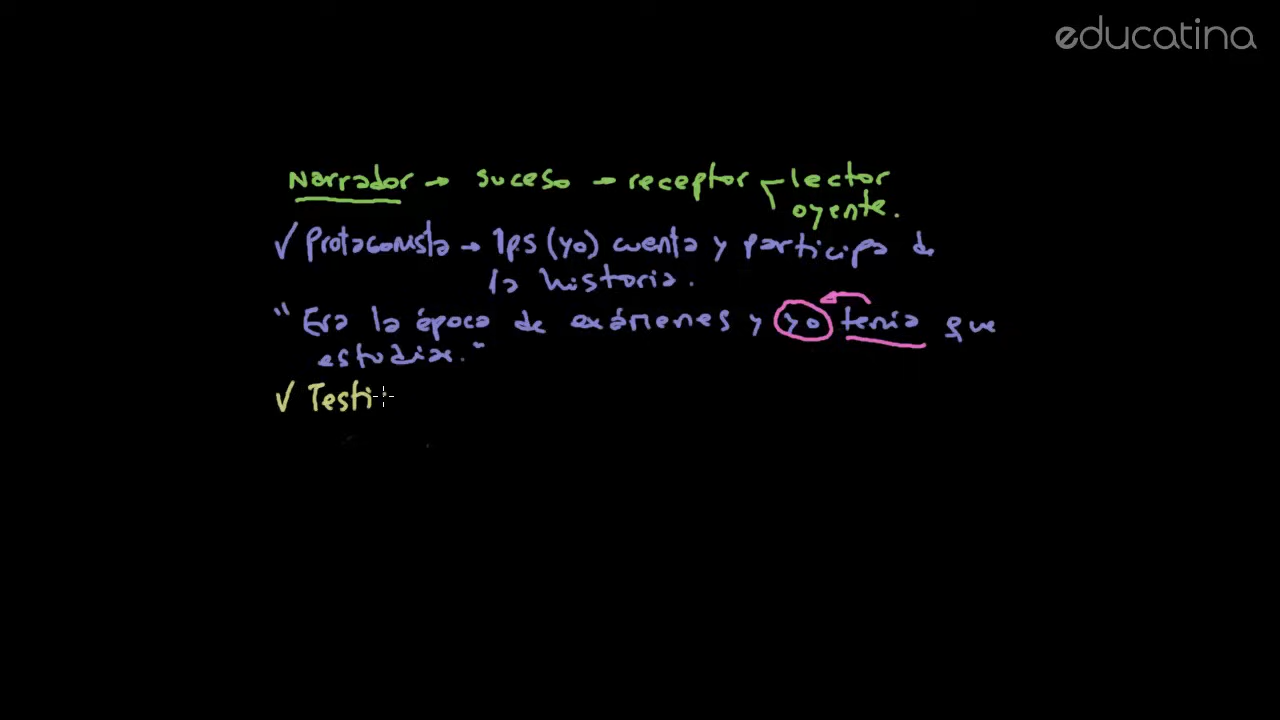 educatina
Narrador → suceso → receptor lector
oyente.
✓ Protagonista → 1ps (yo) cuenta y participa de
la historia.
"Era la época de exámenes y yo tenia que
estudiar."
✓ Testi